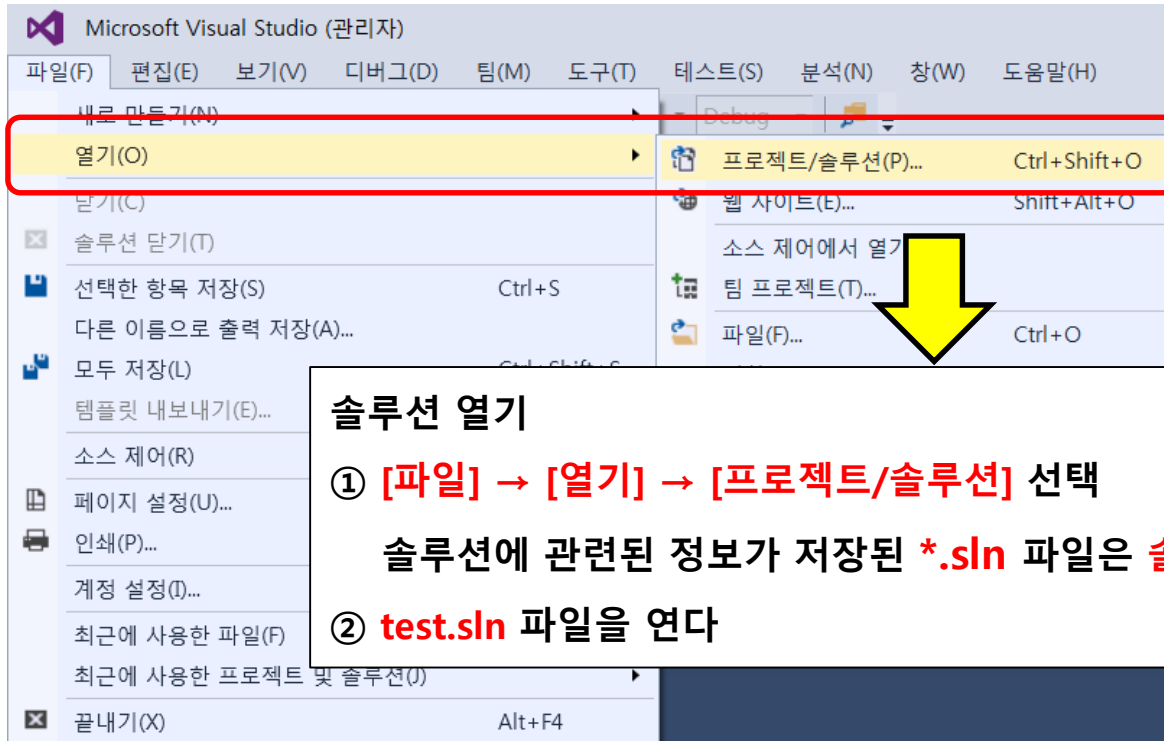 Microsoft Visual Studio (관리자)
파일(F) 편집(E) 보기(V) 디버그(D) 팀(M) 도구(T) 테스트(S) 분석(N) 창(W) 도움말(H)
새로 만들기(N)
Debug
열기(O)
프로젝트/솔루션(P)... Ctrl+Shift+O
닫기(C)
웹 사이트(E)... Shift+Alt+O
솔루션 닫기(T)
소스 제어에서 열기
선택한 항목 저장(S) Ctrl+S
팀 프로젝트(T)...
다른 이름으로 출력 저장(A)...
파일(F)... Ctrl+O
모두 저장(L) Ctrl+Shift+S
템플릿 내보내기(E)...
소스 제어(R)
페이지 설정(U)...
인쇄(P)...
계정 설정(I)...
최근에 사용한 파일(F)
최근에 사용한 프로젝트 및 솔루션(J)
끝내기(X) Alt+F4
솔루션 열기
① [파일] → [열기] → [프로젝트/솔루션] 선택
솔루션에 관련된 정보가 저장된 *.sln 파일은
② test.sln 파일을 연다